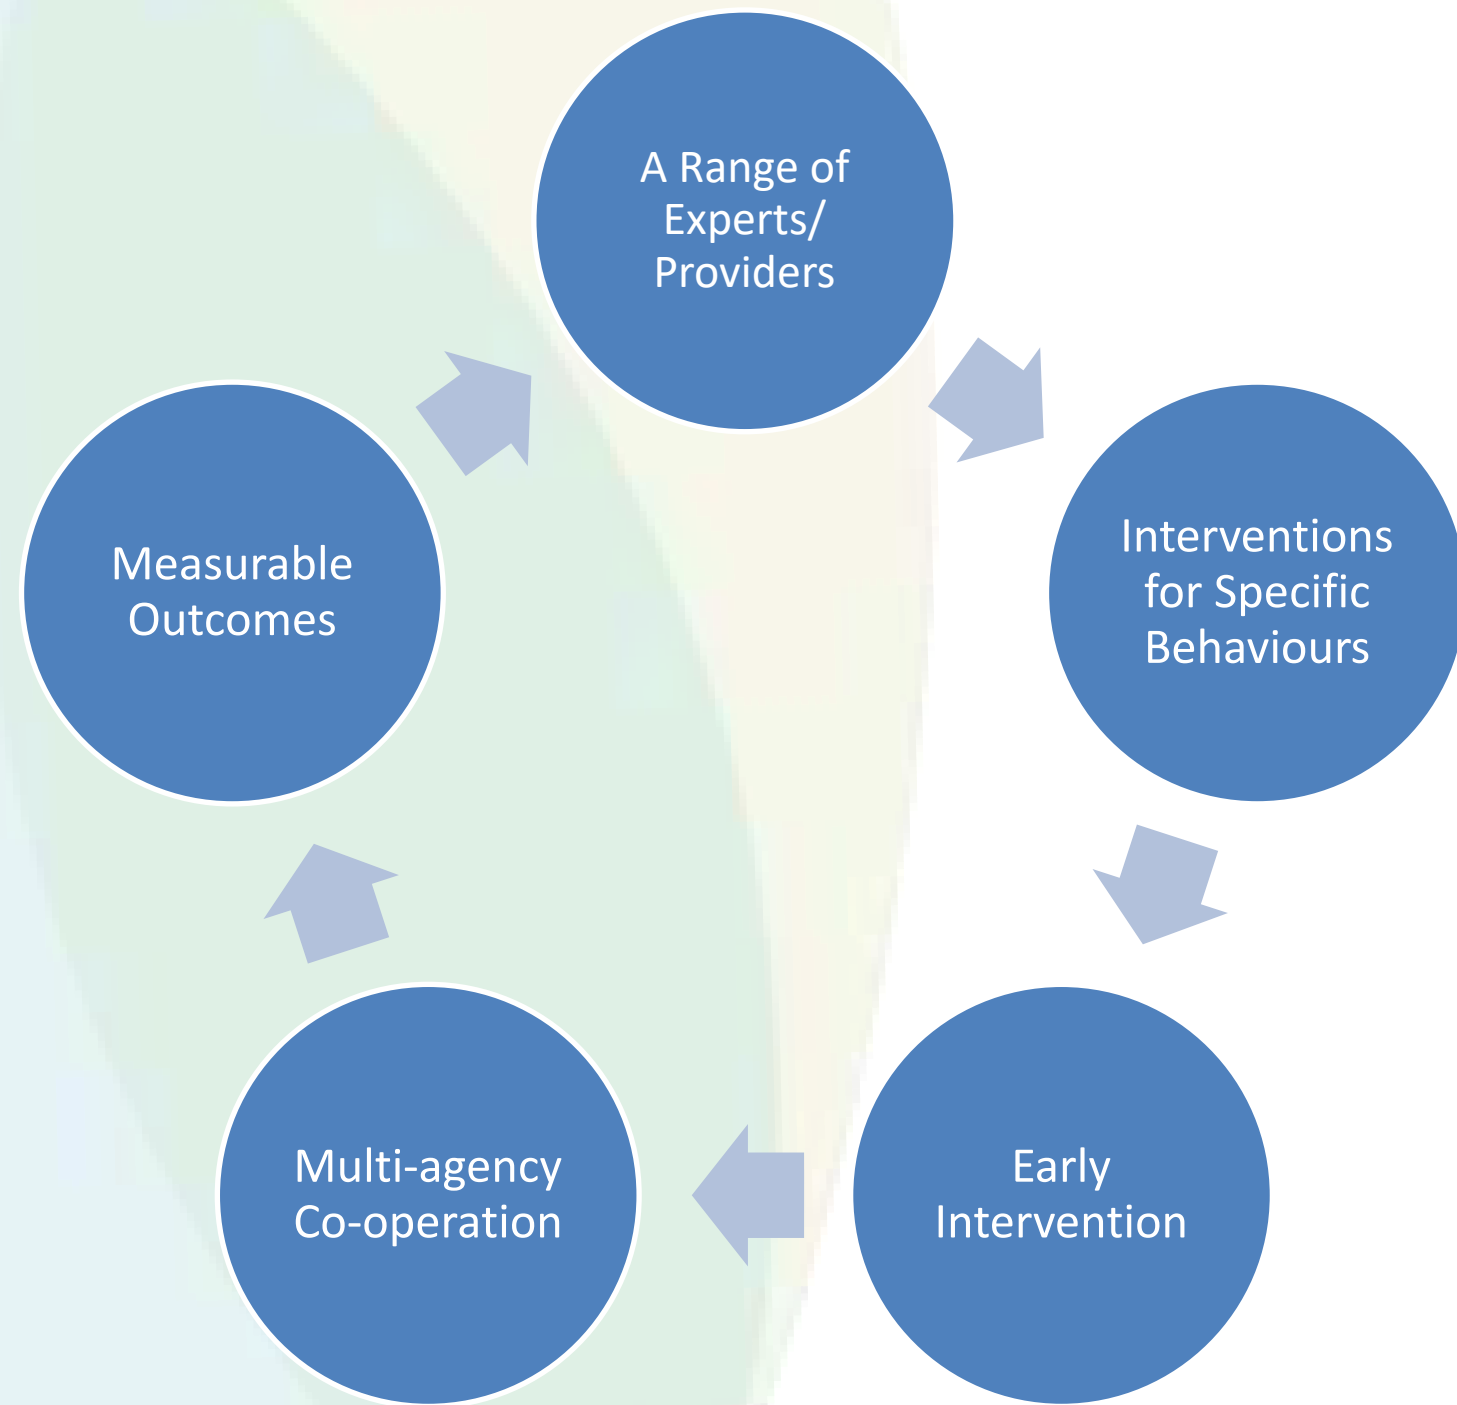 A Range of
Experts/
Providers
Interventions
for Specific
Behaviours
Early
Intervention
Multi-agency
Co-operation
Measurable
Outcomes